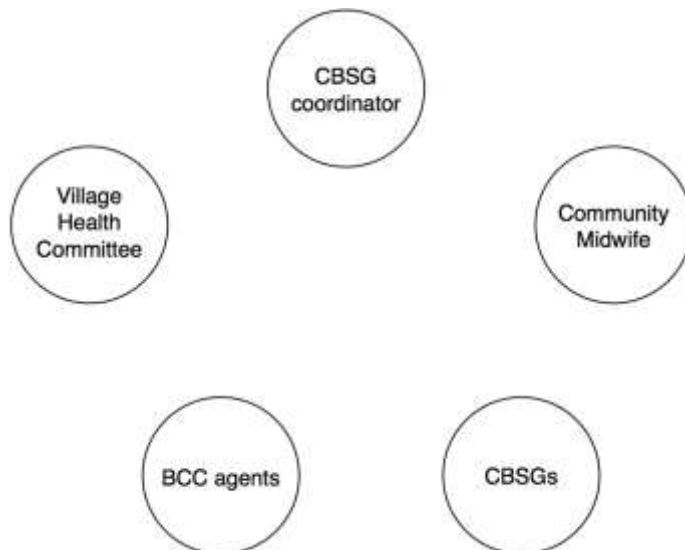 CBSG
coordinator
Village
Health
Committee
Community
Midwife
BCC agents
CBSGs